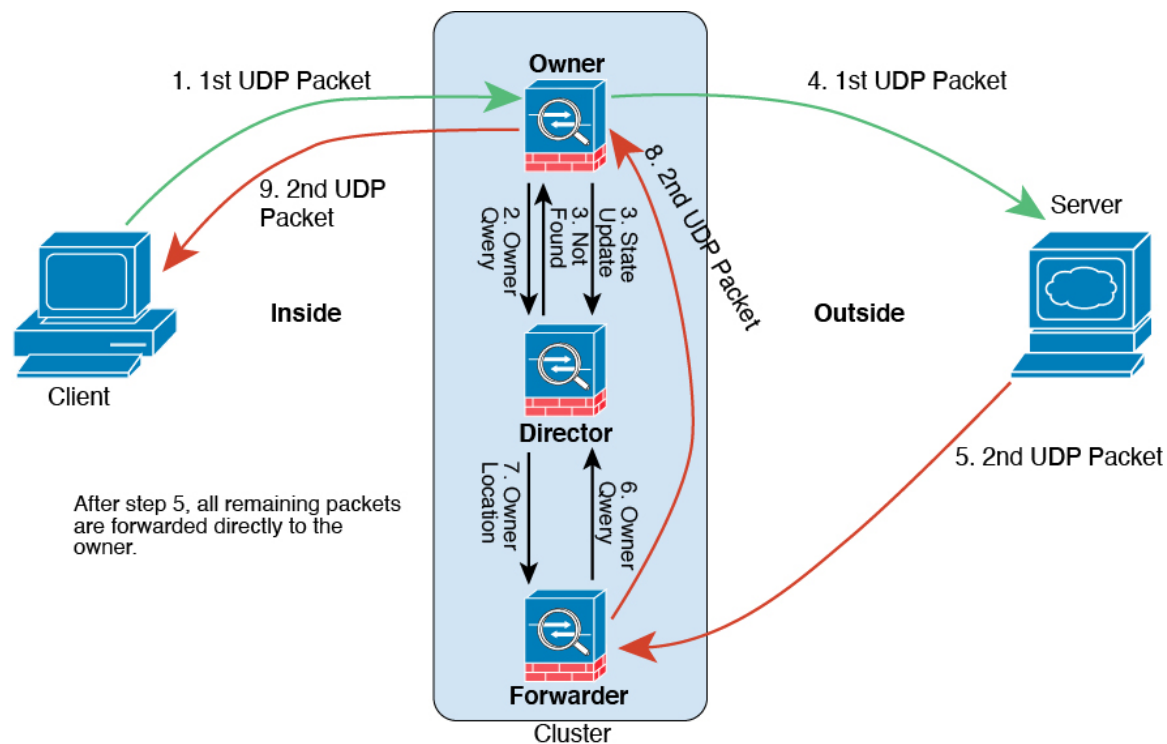 Owner
1. 1st UDP Packet
4. 1st UDP Packet
9. 2nd UDP
Packet
2. Owner
Qwery
3. Not
Found
3. State
Update
8. 2nd UDP Packet
Server
Inside
Outside
Client
Director
5. 2nd UDP Packet
7. Owner
Location
6. Owner
Qwery
After step 5, all remaining packets
are forwarded directly to the
owner.
Forwarder
Cluster